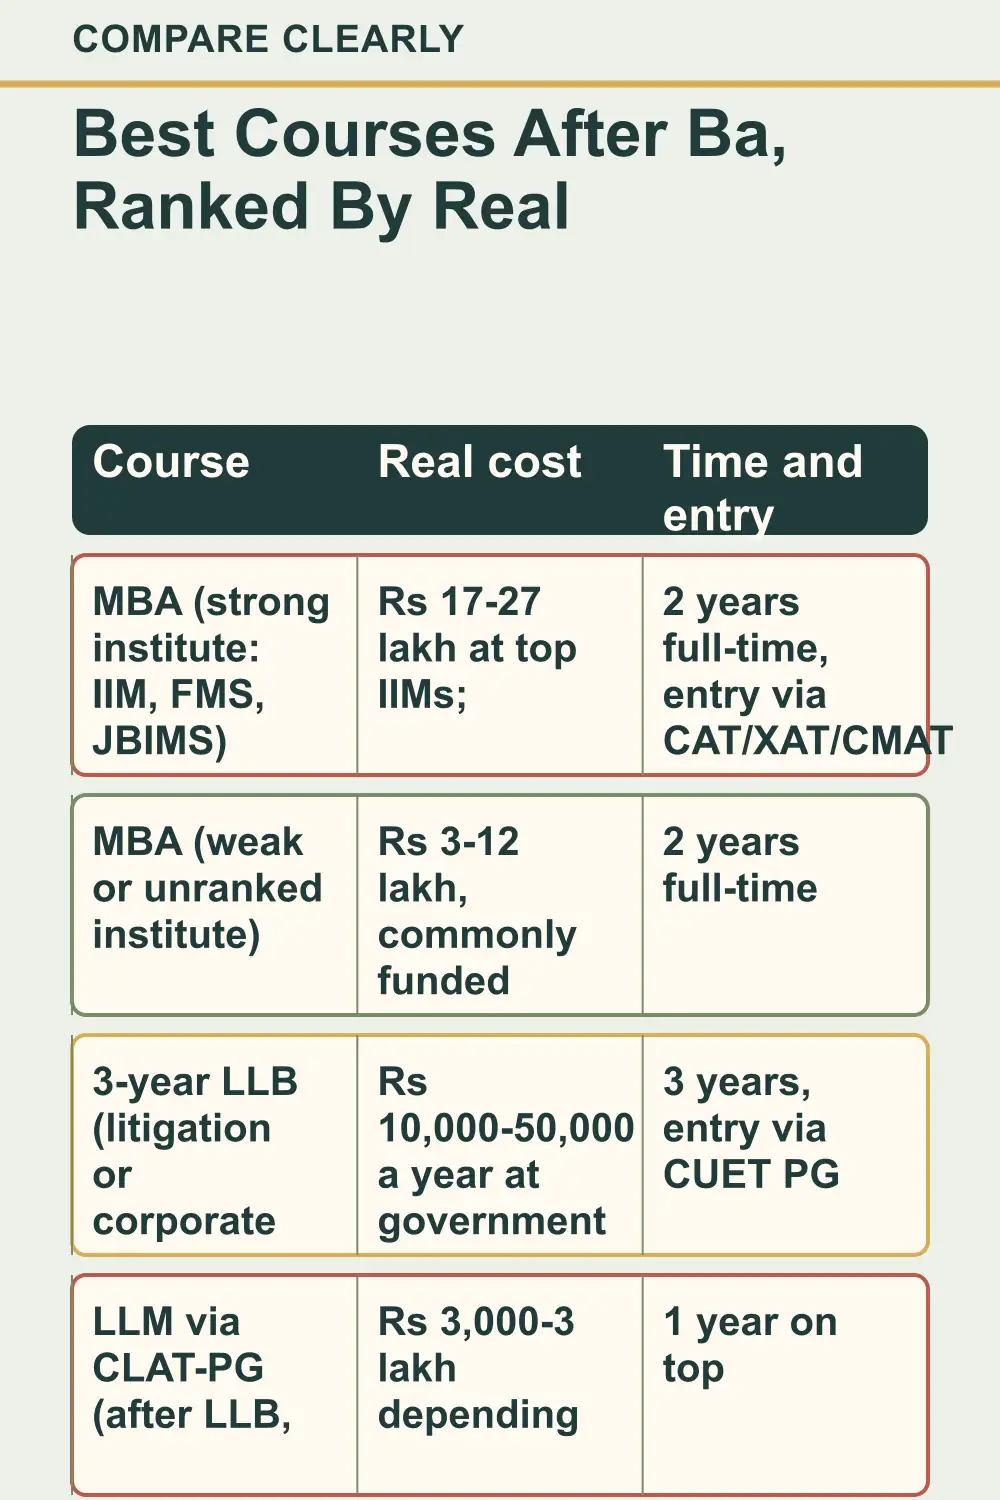 COMPARE CLEARLY
Best Courses After Ba,
Ranked By Real
Course
Real cost
Time and
entry
MBA (strong
institute:
IIM, FMS,
JBIMS)
Rs 17-27
lakh at top
IIMs;
2 years
full-time,
entry via
CAT/XAT/CMAT
MBA (weak
or unranked
institute)
Rs 3-12
lakh,
commonly
funded
2 years
full-time
3-year LLB
(litigation
or
corporate
Rs
10,000-50,000
a year at
government
3 years,
entry via
CUET PG
LLM via
CLAT-PG
(after LLB,
Rs 3,000-3
lakh
depending
1 year on
top